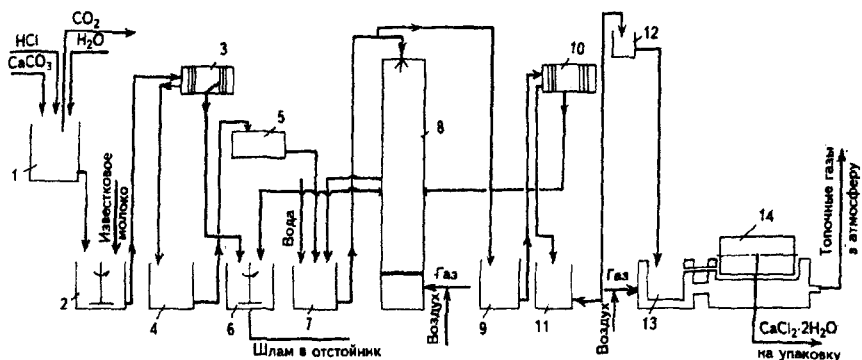 CO₂
HCl
H₂O
CaCO₃
1
Известковое
молоко
2
3
4
5
6
Вода
7
Шлам в отстойник
8
Газ
Воздух
9
10
11
12
Газ
Воздух
13
14
CaCl₂·2H₂O
на упаковку
Топочные газы
в атмосферу